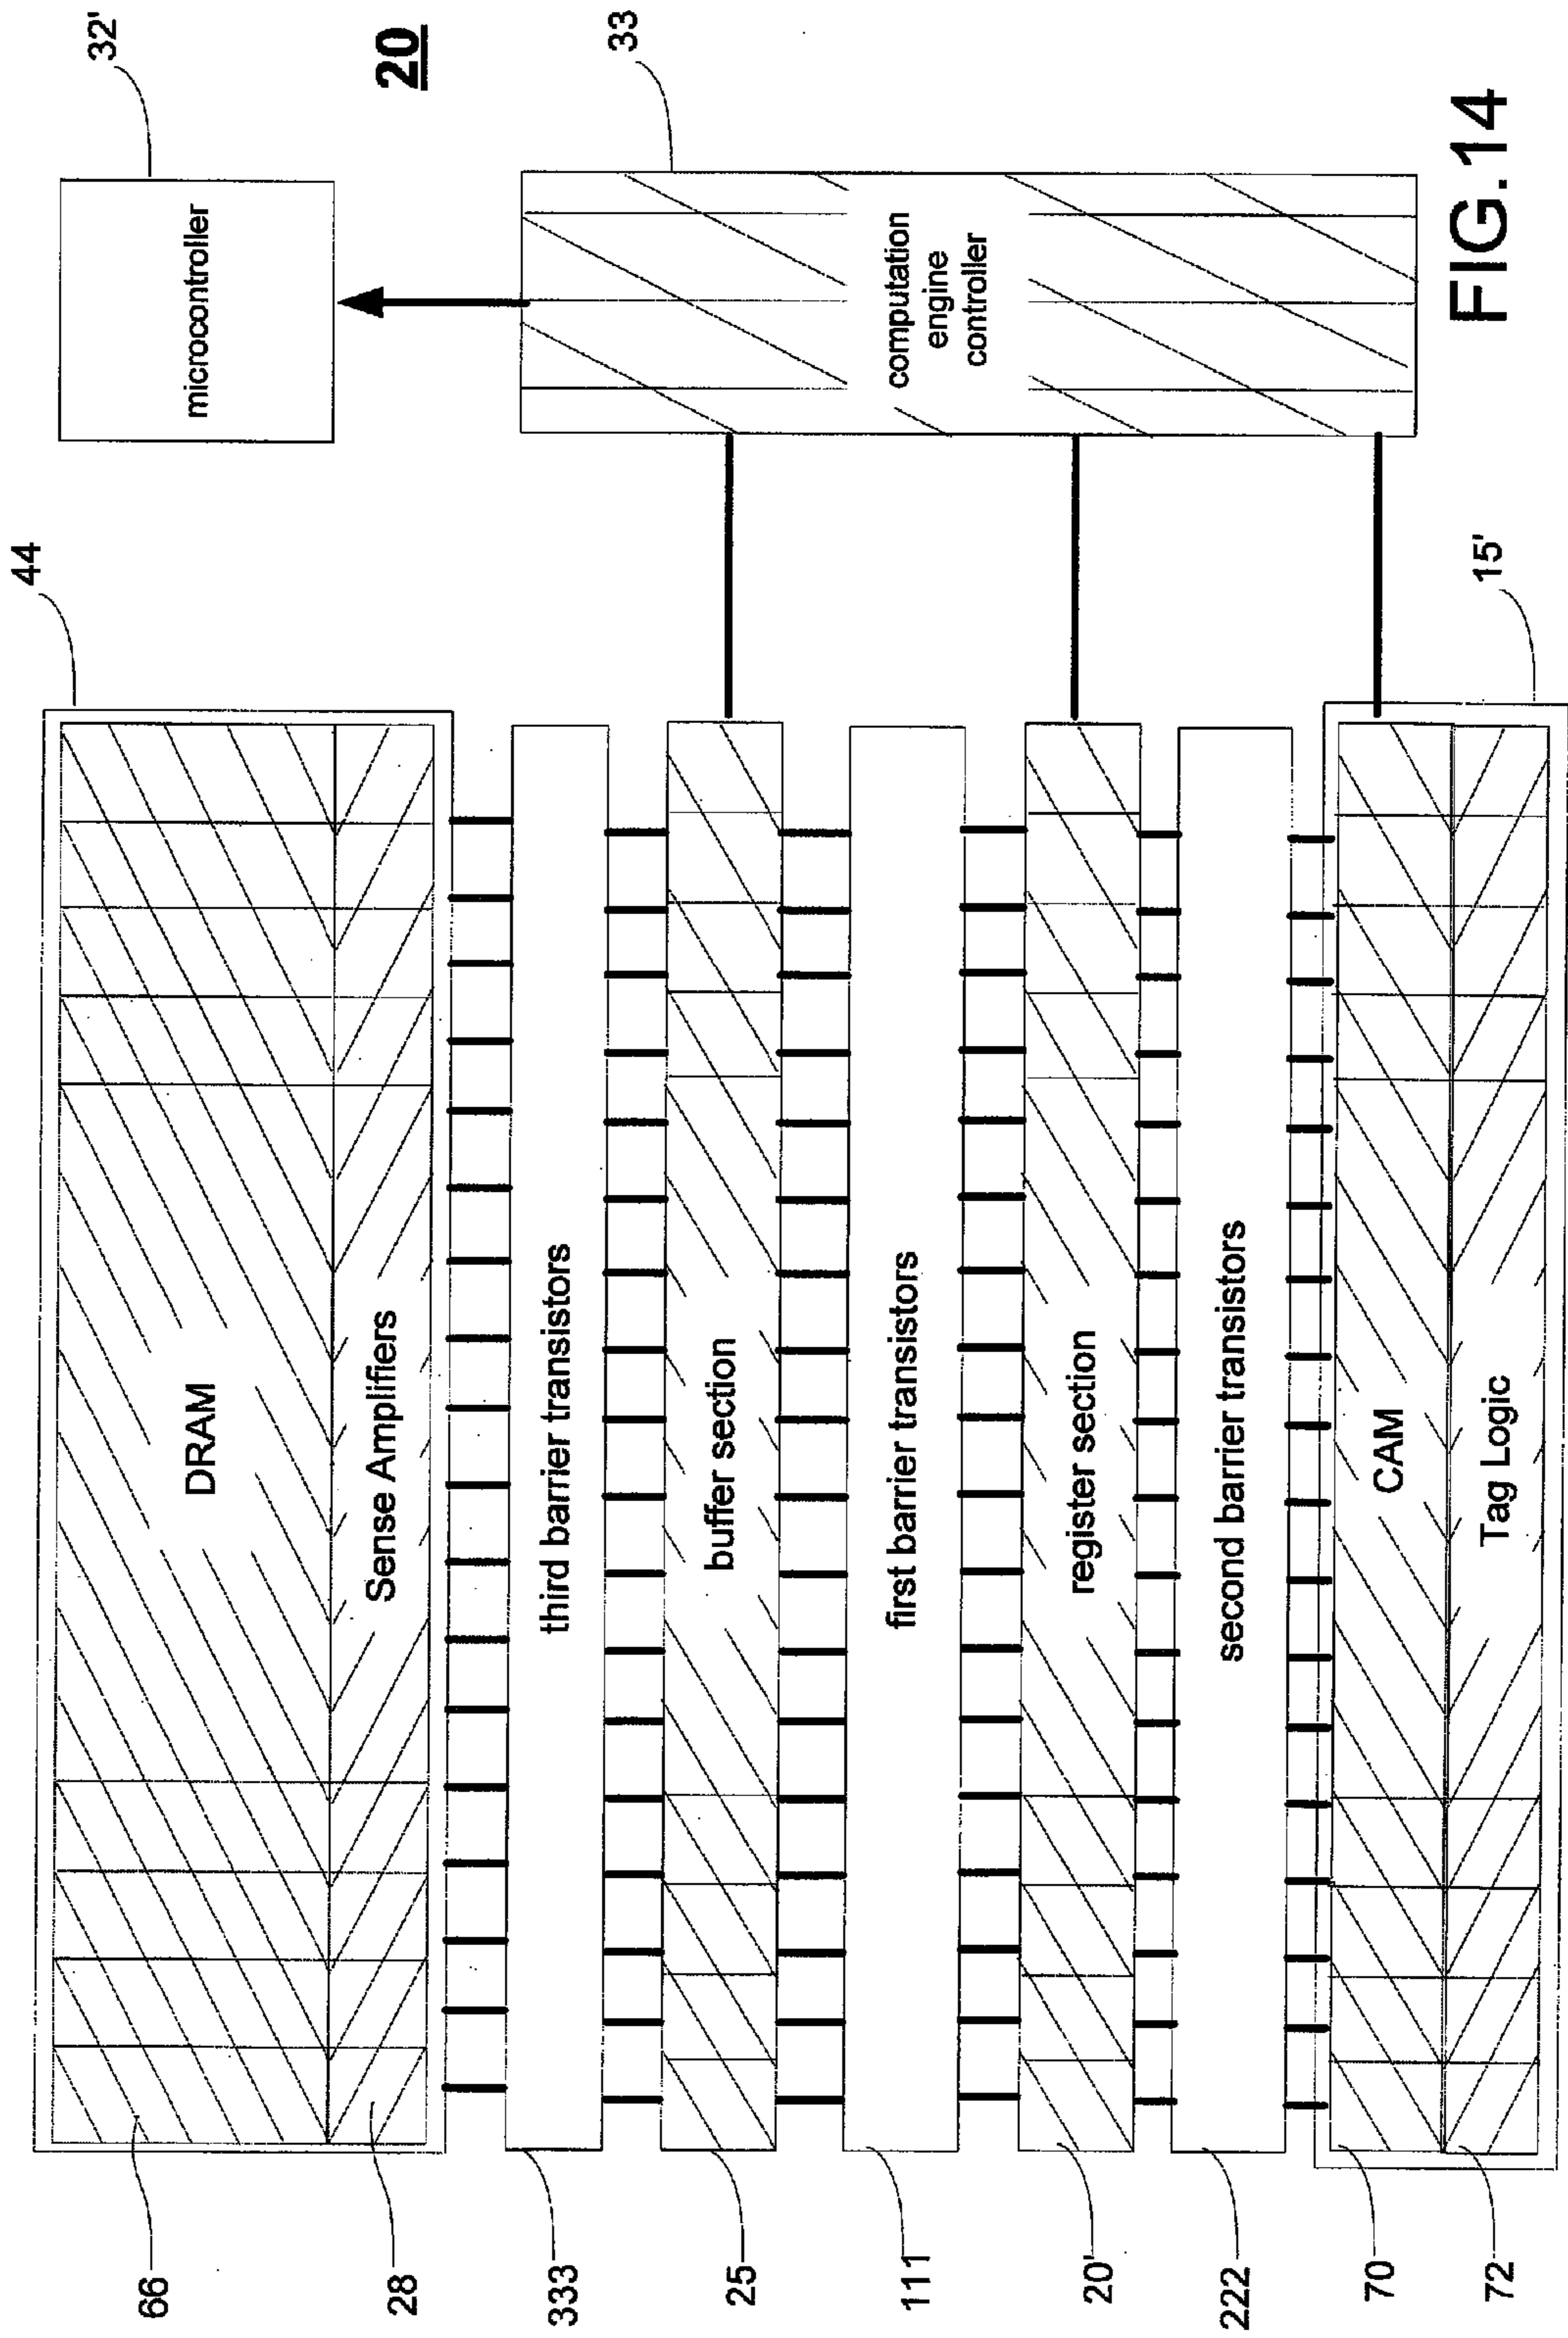 44
32'
20
33
microcontroller
computation
engine
controller
DRAM
Sense Amplifiers
third barrier transistors
buffer section
first barrier transistors
register section
second barrier transistors
CAM
Tag Logic
15'
66
28
333
25
111
20'
222
70
72
FIG.14